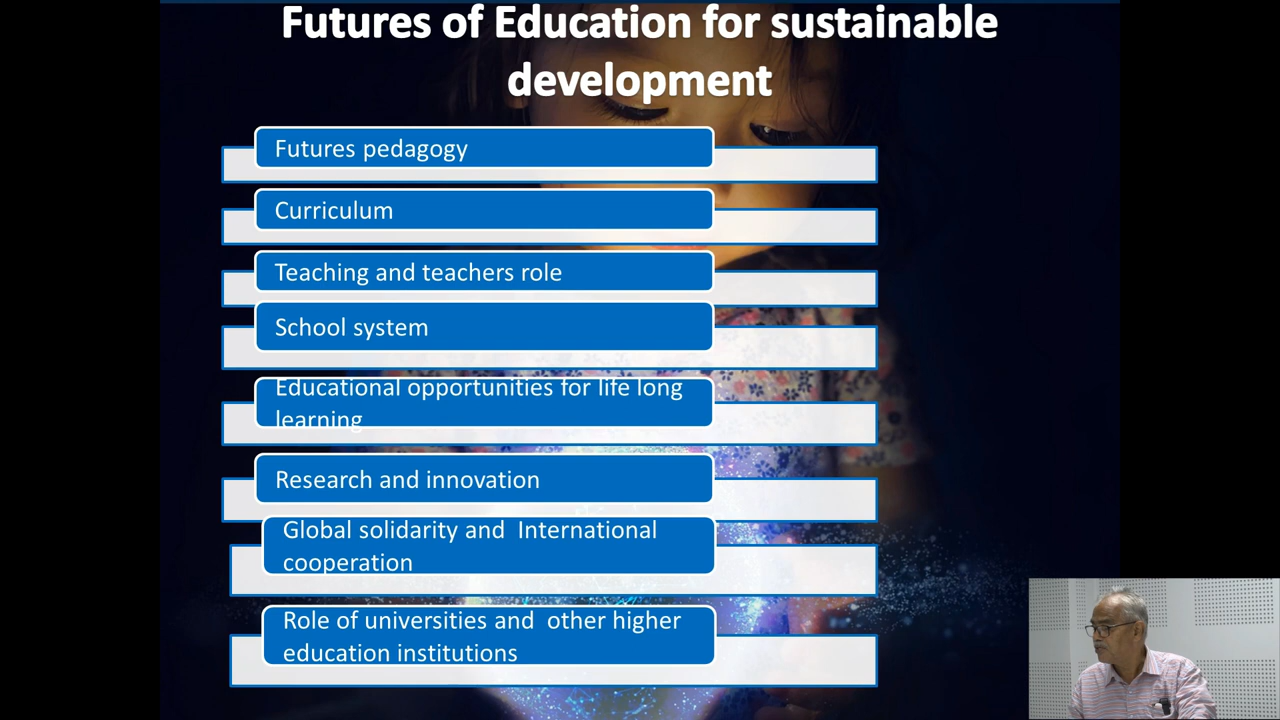 Futures of Education for sustainable
development
Futures pedagogy
Curriculum
Teaching and teachers role
School system
Educational opportunities for life long
learning
Research and innovation
Global solidarity and  International
cooperation
Role of universities and  other higher
education institutions